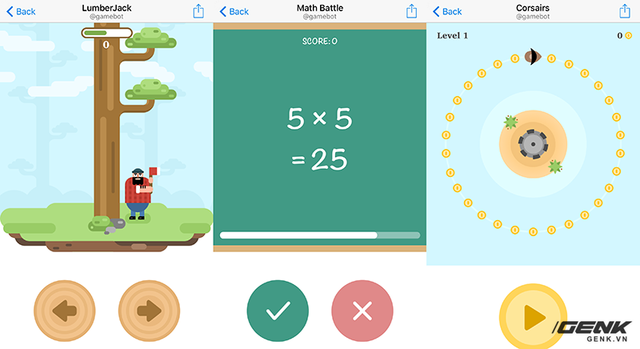 Back
LumberJack
@gamebot
0
Back
Math Battle
@gamebot
SCORE: 0
5 × 5
= 25
Back
Corsairs
@gamebot
Level 1
0
GENK
GENK.VN